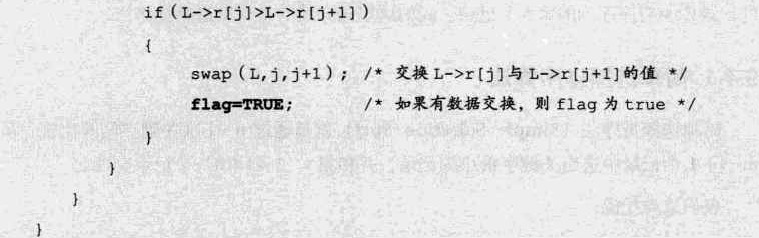 if(L->r[j]>L->r[j+1])
{
swap(L,j,j+1); /* 交换L->r[j]与L->r[j+1]的值 */
flag=TRUE; /* 如果有数据交换，则flag为true */
}
}
}
}